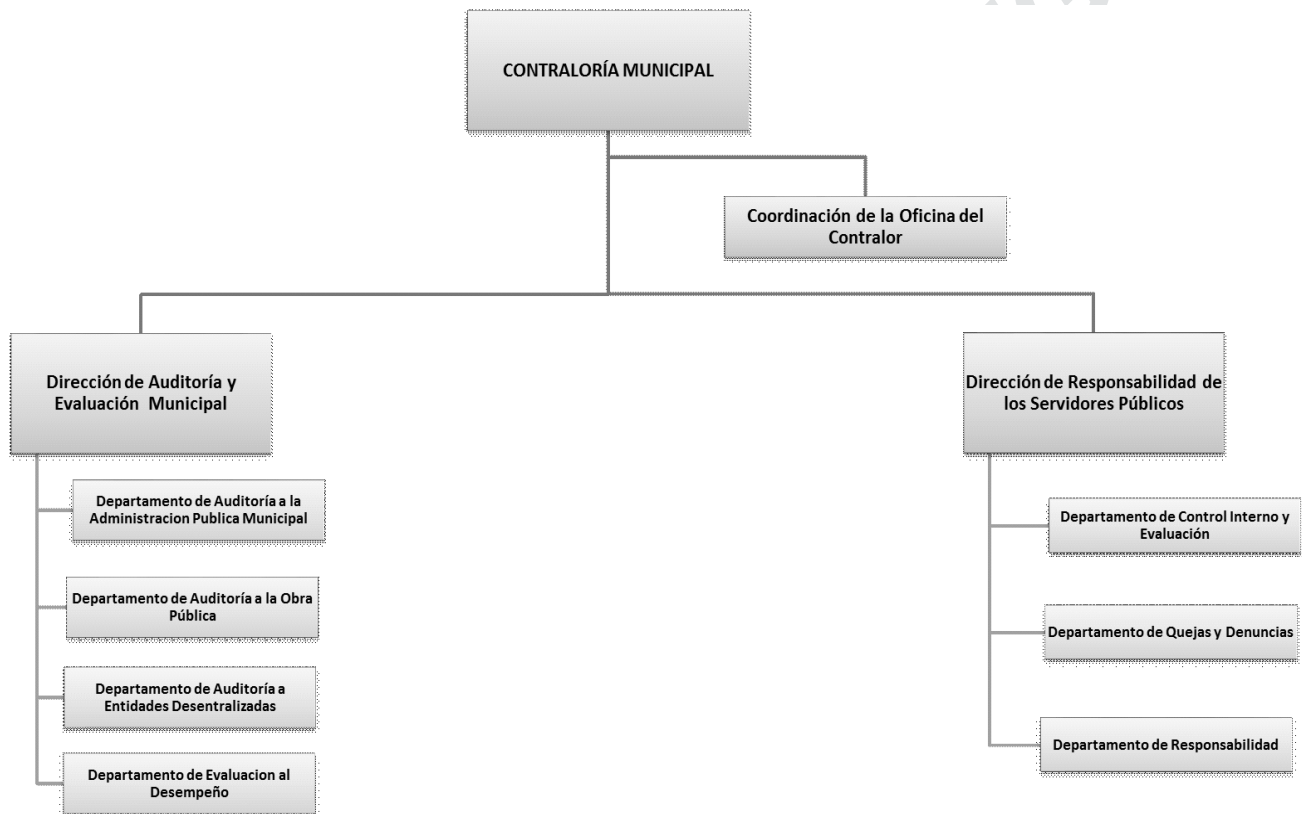 CONTRALORÍA MUNICIPAL
Coordinación de la Oficina del
Contralor
Dirección de Auditoría y
Evaluación Municipal
Dirección de Responsabilidad de
los Servidores Públicos
Departamento de Auditoría a la
Administracion Publica Municipal
Departamento de Auditoría a la Obra
Pública
Departamento de Auditoría a
Entidades Desentralizadas
Departamento de Evaluacion al
Desempeño
Departamento de Control Interno y
Evaluación
Departamento de Quejas y Denuncias
Departamento de Responsabilidad